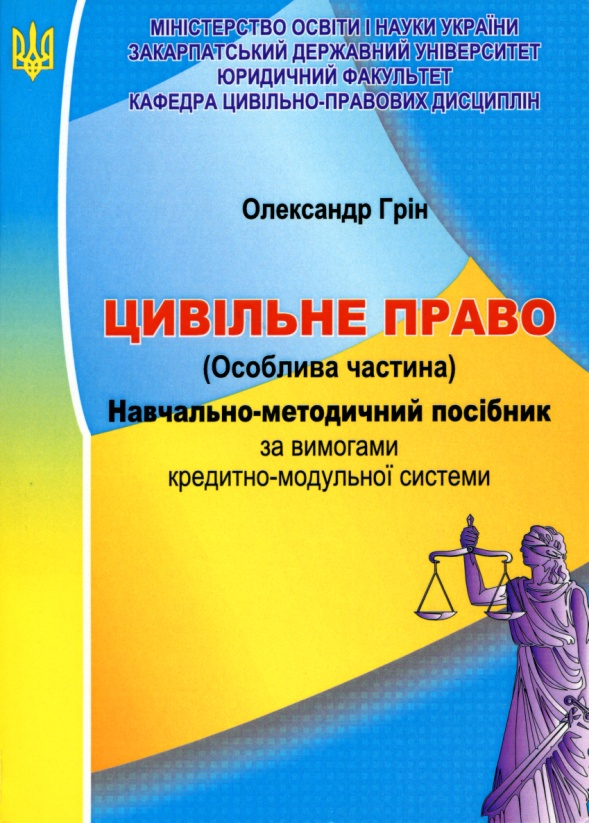 МІНІСТЕРСТВО ОСВІТИ І НАУКИ УКРАЇНИ
ЗАКАРПАТСЬКИЙ ДЕРЖАВНИЙ УНІВЕРСИТЕТ
ЮРИДИЧНИЙ ФАКУЛЬТЕТ
КАФЕДРА ЦИВІЛЬНО-ПРАВОВИХ ДИСЦИПЛІН
Олександр Грін
ЦИВІЛЬНЕ ПРАВО
(Особлива частина)
Навчально-методичний посібник
за вимогами
кредитно-модульної системи